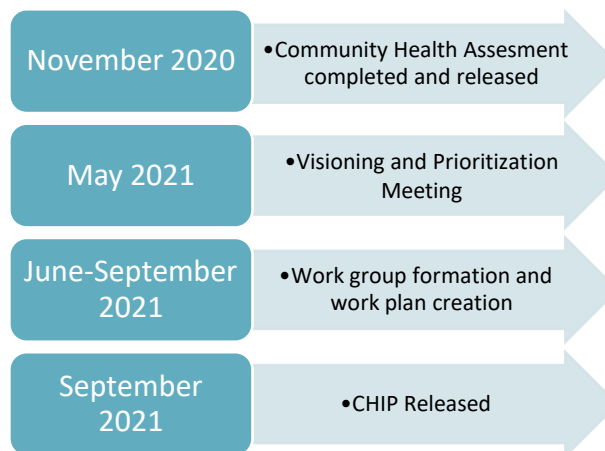 November 2020
•Community Health Assesment
completed and released
May 2021
•Visioning and Prioritization
Meeting
June-September
2021
•Work group formation and
work plan creation
September
2021
•CHIP Released